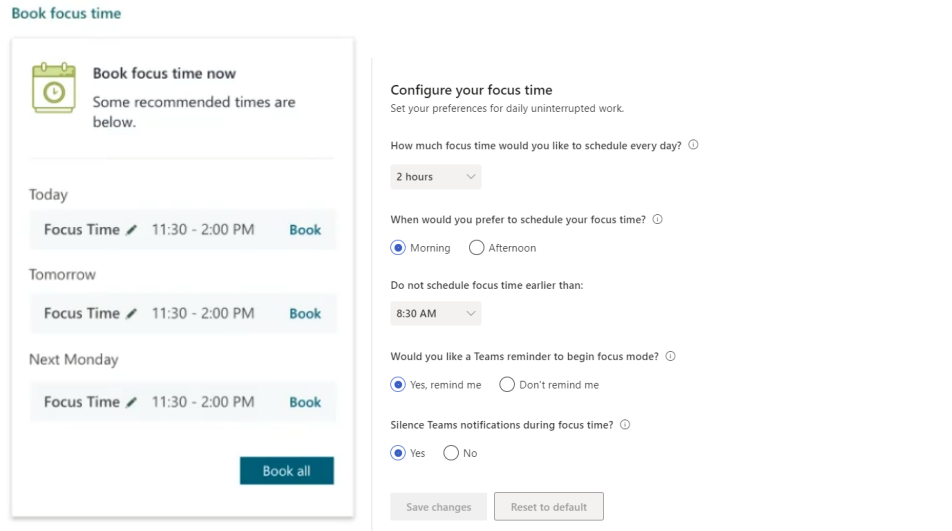 Book focus time
Book focus time now
Some recommended times are
below.
Today
Focus Time 11:30 - 2:00 PM Book
Tomorrow
Focus Time 11:30 - 2:00 PM Book
Next Monday
Focus Time 11:30 - 2:00 PM Book
Book all
Configure your focus time
Set your preferences for daily uninterrupted work.
How much focus time would you like to schedule every day?
2 hours
When would you prefer to schedule your focus time?
Morning Afternoon
Do not schedule focus time earlier than:
8:30 AM
Would you like a Teams reminder to begin focus mode?
Yes, remind me Don't remind me
Silence Teams notifications during focus time?
Yes No
Save changes Reset to default